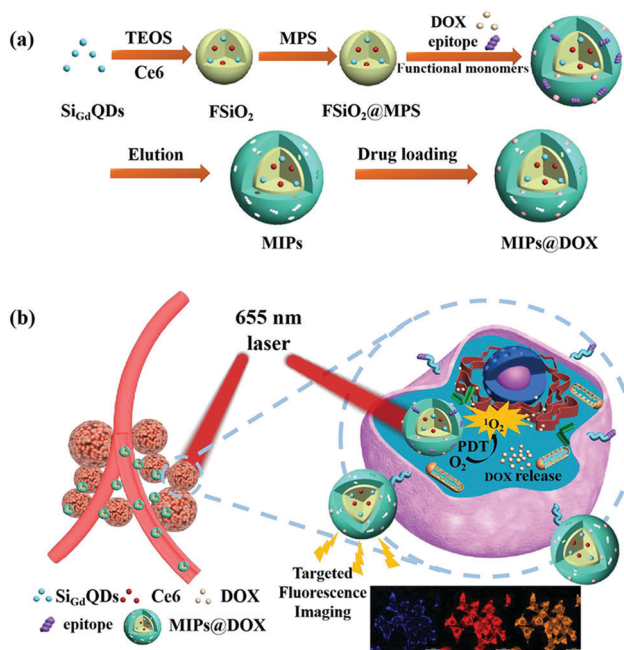 (a)
TEOS
Ce6
MPS
DOX
epitope
Functional monomers
SiGdQDs
FSiO₂
FSiO₂@MPS
Elution
Drug loading
MIPs
MIPs@DOX
(b)
655 nm
laser
¹O₂
PDT
O₂
DOX release
Targeted
Fluorescence
Imaging
SiGdQDs Ce6 DOX
epitope MIPs@DOX